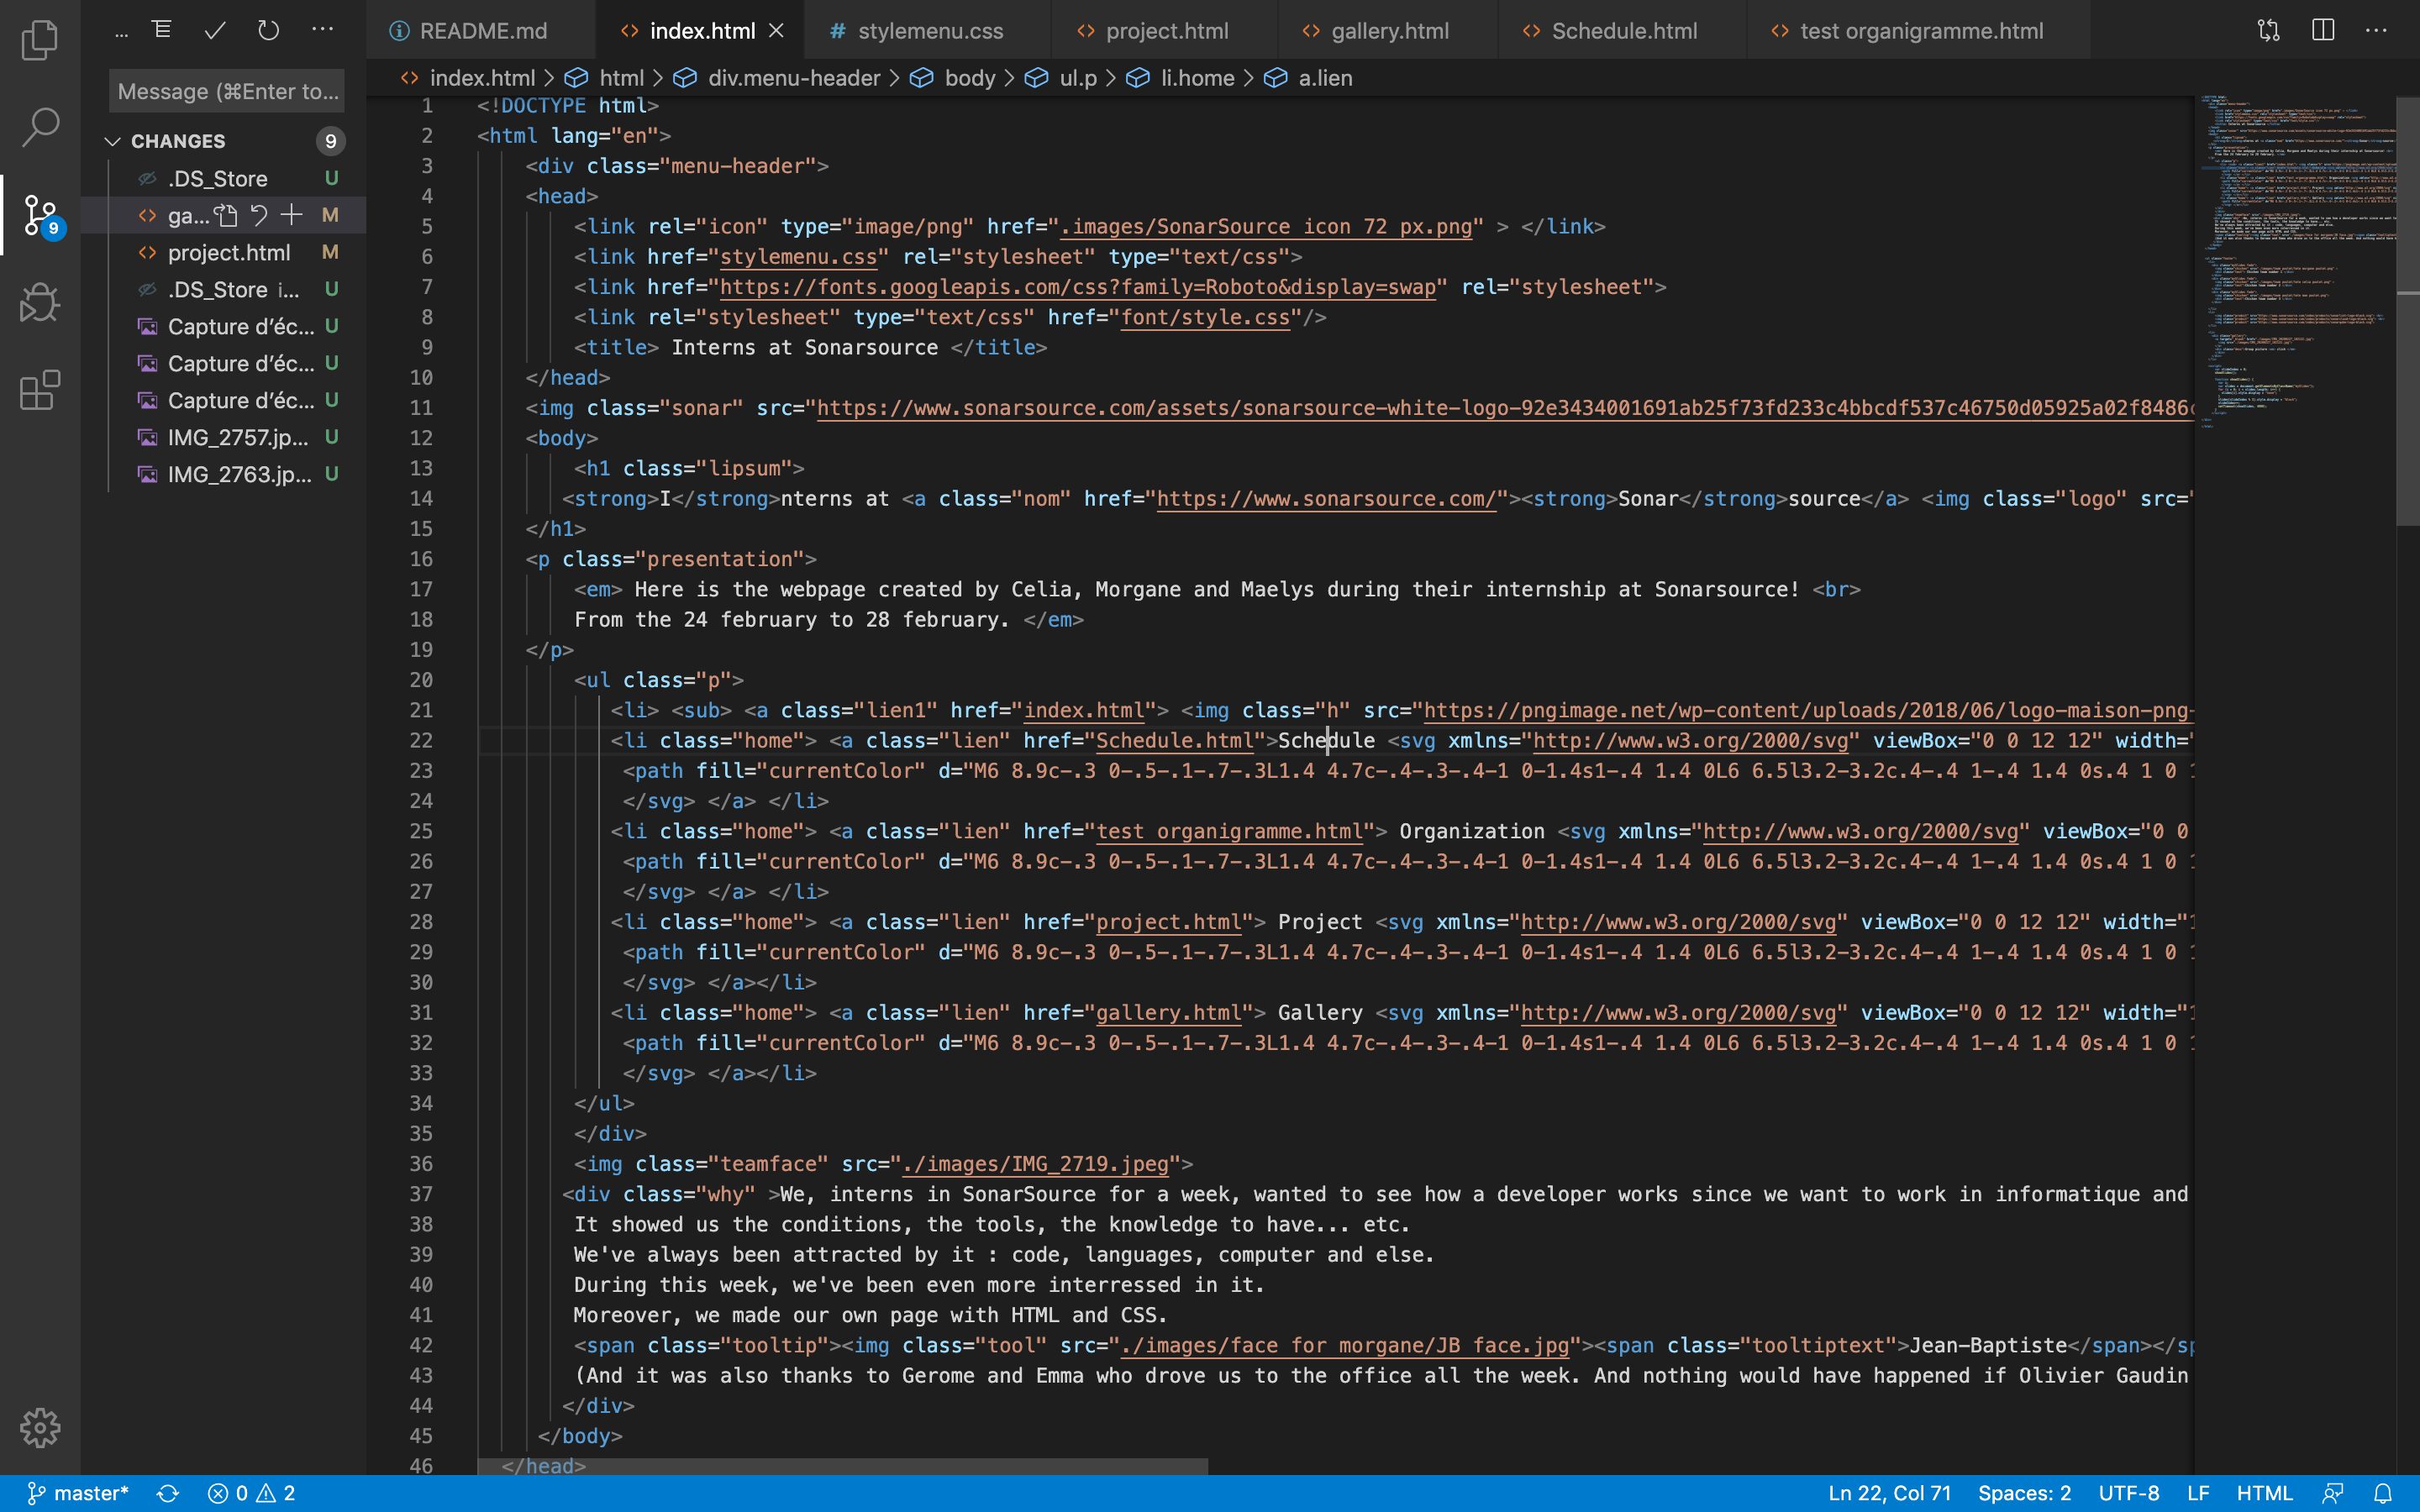 ... ···
README.md index.html stylemenu.css project.html gallery.html Schedule.html test organigramme.html ···
index.html > html > div.menu-header > body > ul.p > li.home > a.lien
Message (⌘Enter to...
CHANGES 9
.DS_Store U
ga... M
project.html M
.DS_Store i... U
Capture d’éc... U
Capture d’éc... U
Capture d’éc... U
IMG_2757.jp... U
IMG_2763.jp... U
9
1 <!DOCTYPE html>
2 <html lang="en">
3 <div class="menu-header">
4 <head>
5 <link rel="icon" type="image/png" href=".images/SonarSource icon 72 px.png" > </link>
6 <link href="stylemenu.css" rel="stylesheet" type="text/css">
7 <link href="https://fonts.googleapis.com/css?family=Roboto&display=swap" rel="stylesheet">
8 <link rel="stylesheet" type="text/css" href="font/style.css"/>
9 <title> Interns at Sonarsource </title>
10 </head>
11 <img class="sonar" src="https://www.sonarsource.com/assets/sonarsource-white-logo-92e3434001691ab25f73fd233c4bbcdf537c46750d05925a02f8486c
12 <body>
13 <h1 class="lipsum">
14 <strong>I</strong>nterns at <a class="nom" href="https://www.sonarsource.com/"><strong>Sonar</strong>source</a> <img class="logo" src="
15 </h1>
16 <p class="presentation">
17 <em> Here is the webpage created by Celia, Morgane and Maelys during their internship at Sonarsource! <br>
18 From the 24 february to 28 february. </em>
19 </p>
20 <ul class="p">
21 <li> <sub> <a class="lien1" href="index.html"> <img class="h" src="https://pngimage.net/wp-content/uploads/2018/06/logo-maison-png-
22 <li class="home"> <a class="lien" href="Schedule.html">Schedule <svg xmlns="http://www.w3.org/2000/svg" viewBox="0 0 12 12" width="
23 <path fill="currentColor" d="M6 8.9c-.3 0-.5-.1-.7-.3L1.4 4.7c-.4-.3-.4-1 0-1.4s1-.4 1.4 0L6 6.5l3.2-3.2c.4-.4 1-.4 1.4 0s.4 1 0 1
24 </svg> </a> </li>
25 <li class="home"> <a class="lien" href="test organigramme.html"> Organization <svg xmlns="http://www.w3.org/2000/svg" viewBox="0 0
26 <path fill="currentColor" d="M6 8.9c-.3 0-.5-.1-.7-.3L1.4 4.7c-.4-.3-.4-1 0-1.4s1-.4 1.4 0L6 6.5l3.2-3.2c.4-.4 1-.4 1.4 0s.4 1 0 1
27 </svg> </a> </li>
28 <li class="home"> <a class="lien" href="project.html"> Project <svg xmlns="http://www.w3.org/2000/svg" viewBox="0 0 12 12" width="1
29 <path fill="currentColor" d="M6 8.9c-.3 0-.5-.1-.7-.3L1.4 4.7c-.4-.3-.4-1 0-1.4s1-.4 1.4 0L6 6.5l3.2-3.2c.4-.4 1-.4 1.4 0s.4 1 0 1
30 </svg> </a></li>
31 <li class="home"> <a class="lien" href="gallery.html"> Gallery <svg xmlns="http://www.w3.org/2000/svg" viewBox="0 0 12 12" width="1
32 <path fill="currentColor" d="M6 8.9c-.3 0-.5-.1-.7-.3L1.4 4.7c-.4-.3-.4-1 0-1.4s1-.4 1.4 0L6 6.5l3.2-3.2c.4-.4 1-.4 1.4 0s.4 1 0 1
33 </svg> </a></li>
34 </ul>
35 </div>
36 <img class="teamface" src="./images/IMG_2719.jpeg">
37 <div class="why" >We, interns in SonarSource for a week, wanted to see how a developer works since we want to work in informatique and
38 It showed us the conditions, the tools, the knowledge to have... etc.
39 We've always been attracted by it : code, languages, computer and else.
40 During this week, we've been even more interressed in it.
41 Moreover, we made our own page with HTML and CSS.
42 <span class="tooltip"><img class="tool" src="./images/face for morgane/JB face.jpg"><span class="tooltiptext">Jean-Baptiste</span></sp
43 (And it was also thanks to Gerome and Emma who drove us to the office all the week. And nothing would have happened if Olivier Gaudin
44 </div>
45 </body>
46 </head>
master* 0 2 Ln 22, Col 71 Spaces: 2 UTF-8 LF HTML